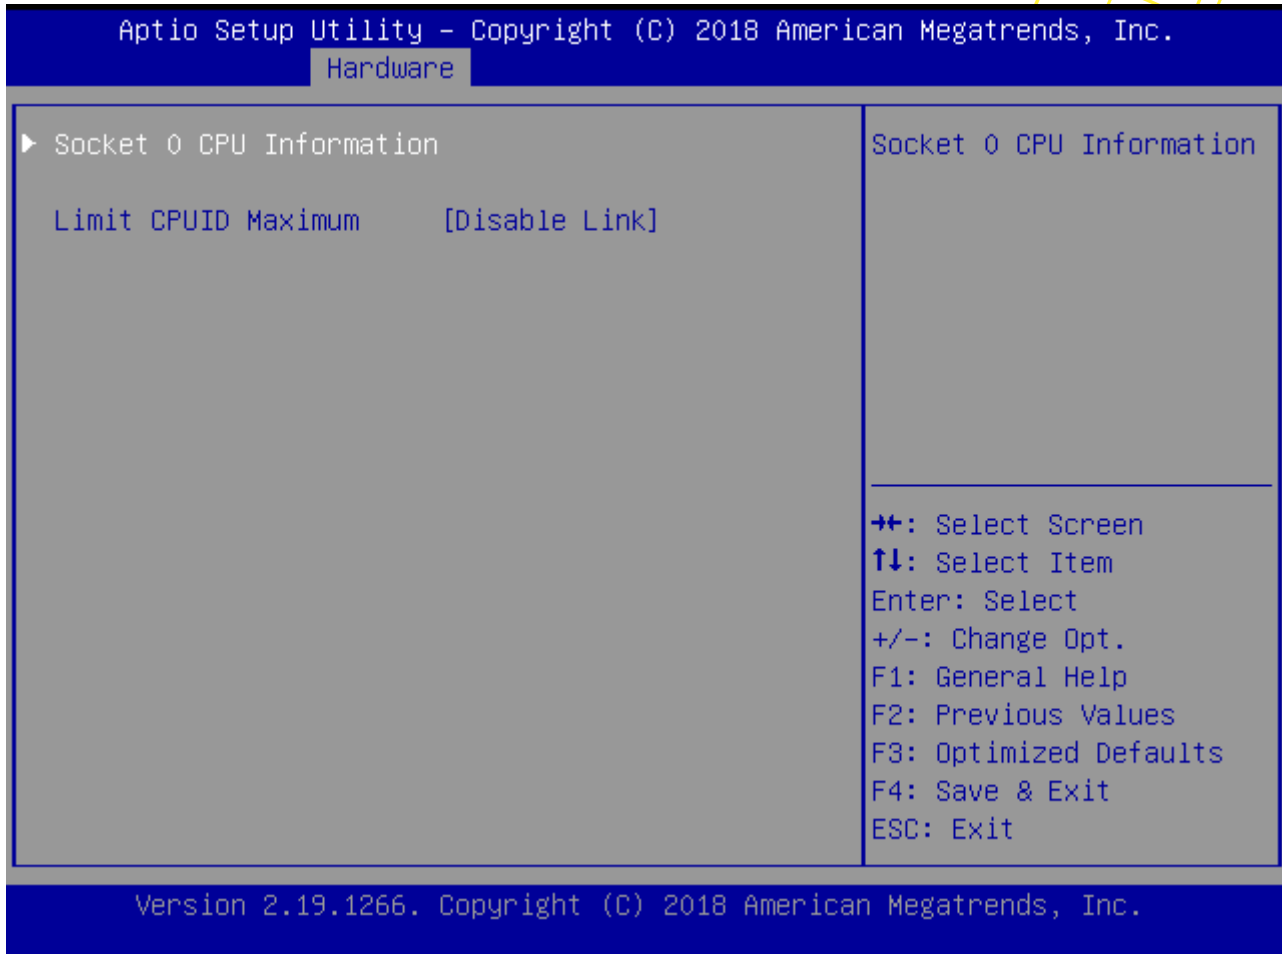 Aptio Setup Utility – Copyright (C) 2018 American Megatrends, Inc.
Hardware
Socket 0 CPU Information
Limit CPUID Maximum [Disable Link]
Socket 0 CPU Information
→←: Select Screen
↑↓: Select Item
Enter: Select
+/-: Change Opt.
F1: General Help
F2: Previous Values
F3: Optimized Defaults
F4: Save & Exit
ESC: Exit
Version 2.19.1266. Copyright (C) 2018 American Megatrends, Inc.